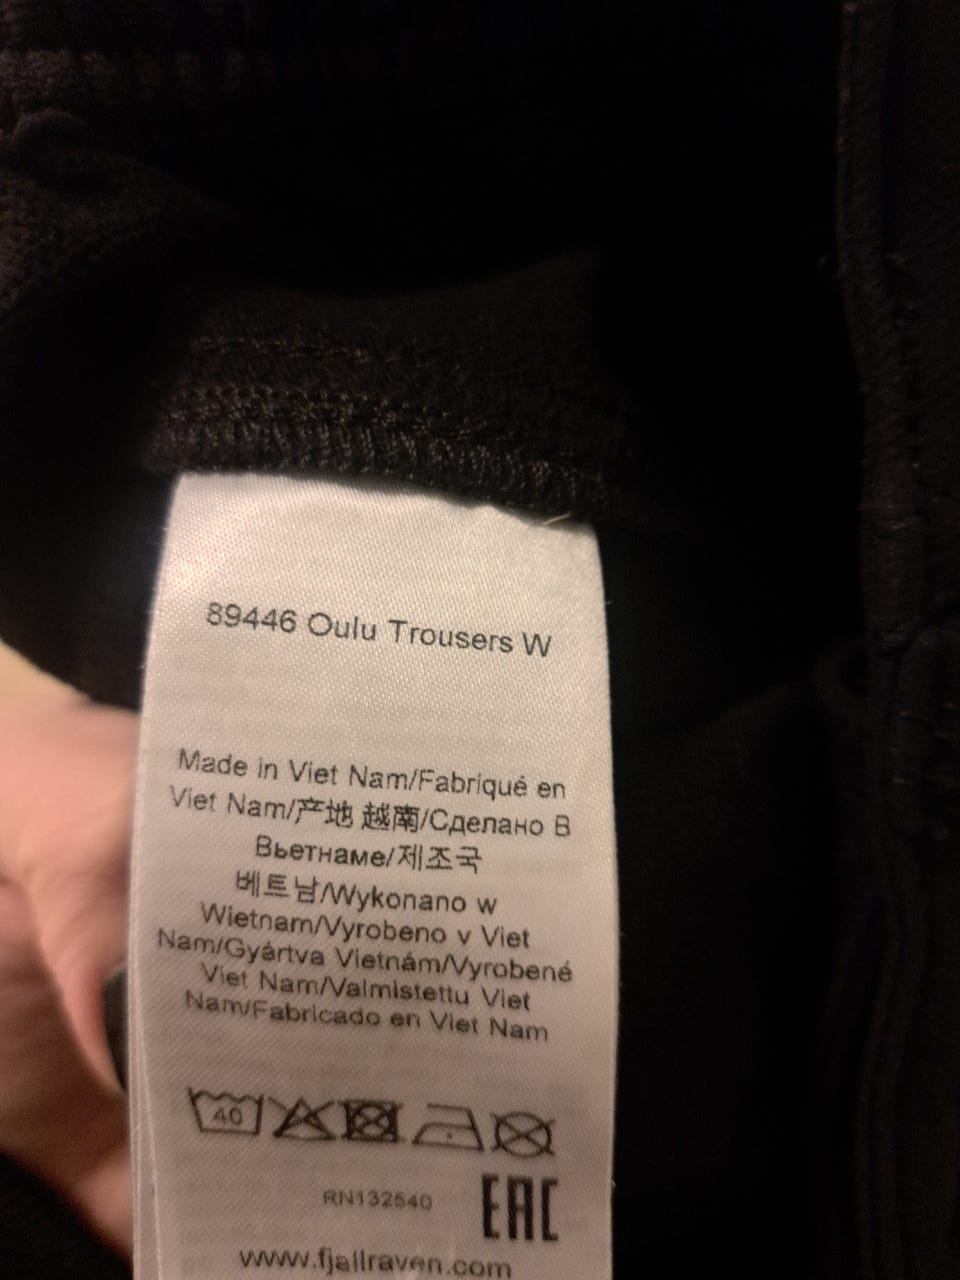 89446 Oulu Trousers W
Made in Viet Nam/Fabriqué en
Viet Nam/产地 越南/Сделано В
Вьетнаме/제조국
베트남/Wykonano w
Wietnam/Vyrobeno v Viet
Nam/Gyártva Vietnám/Vyrobené
Viet Nam/Valmistettu Viet
Nam/Fabricado en Viet Nam
40
RN132540
EAC
www.fjallraven.com